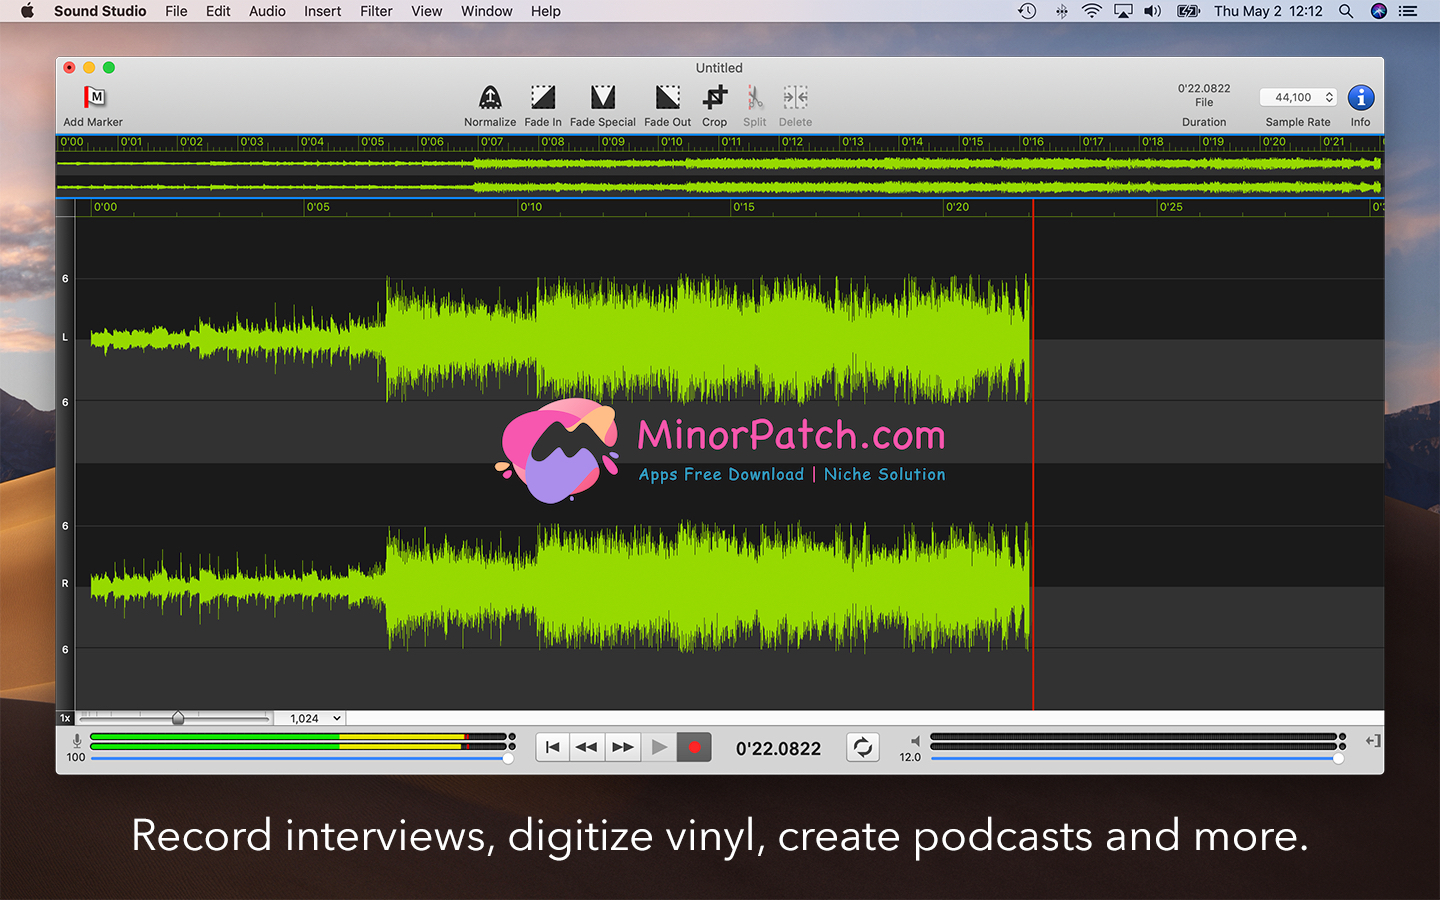 Sound Studio File Edit Audio Insert Filter View Window Help Thu May 2 12:12
Untitled
M
Add Marker
Normalize Fade In Fade Special Fade Out Crop Split Delete
0'22.0822
File
Duration
44,100
Sample Rate
i
Info
0'00 0'01 0'02 0'03 0'04 0'05 0'06 0'07 0'08 0'09 0'10 0'11 0'12 0'13 0'14 0'15 0'16 0'17 0'18 0'19 0'20 0'21
0'00 0'05 0'10 0'15 0'20 0'25
6
L
6
MinorPatch.com
Apps Free Download | Niche Solution
6
R
6
1x 1,024
100 0'22.0822 12.0
Record interviews, digitize vinyl, create podcasts and more.